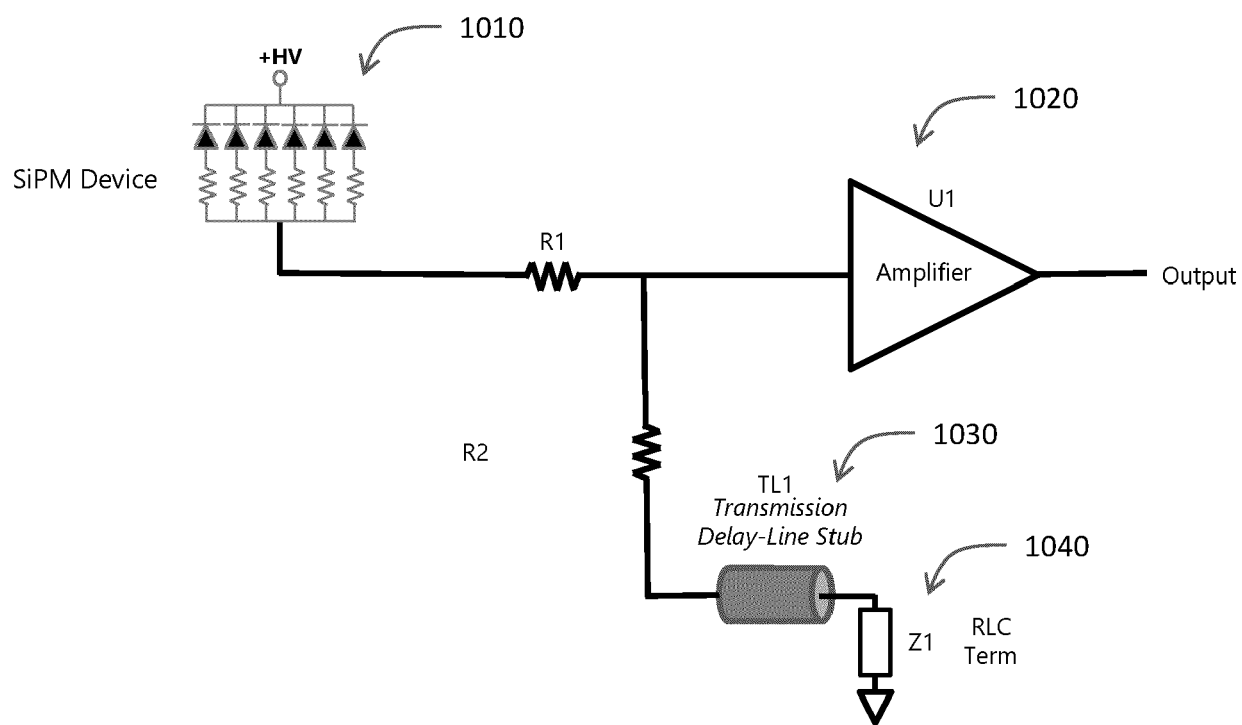 1010
+HV
1020
SiPM Device
U1
R1
Amplifier
Output
R2
1030
TL1
Transmission
Delay-Line Stub
1040
Z1
RLC
Term